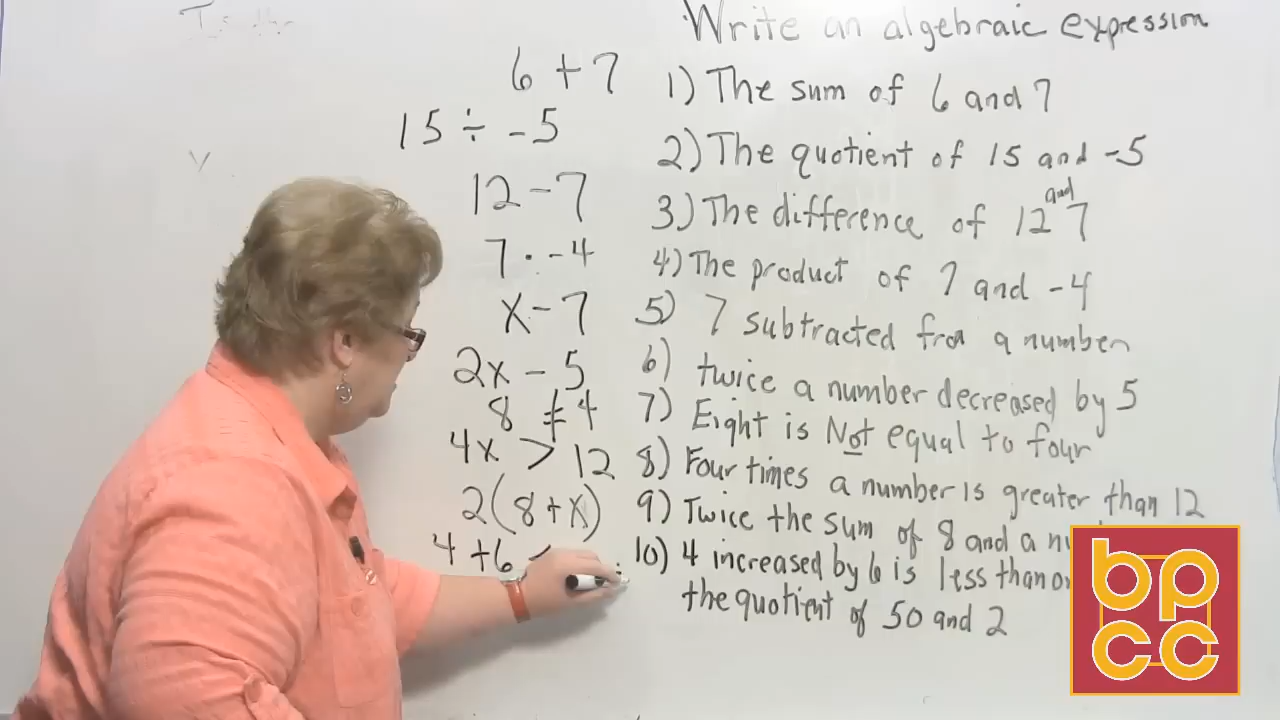 Write an algebraic expression
6 + 7 1) The sum of 6 and 7
15 ÷ -5 2) The quotient of 15 and -5
12 - 7 3) The difference of 12 and 7
7 · -4 4) The product of 7 and -4
x - 7 5) 7 subtracted from a number
2x - 5 6) twice a number decreased by 5
8 ≠ 4 7) Eight is Not equal to four
4x > 12 8) Four times a number is greater than 12
2(8 + x) 9) Twice the sum of 8 and a
4 + 6 10) 4 increased by 6 is less than
the quotient of 50 and 2
bp
cc